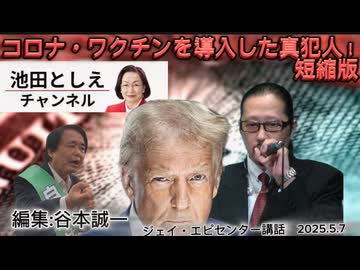 コロナ・ワクチンを導入した真犯人！
短縮版
池田としえ
チャンネル
編集:谷本誠一
ジェイ・エピセンター講話 2025.5.7